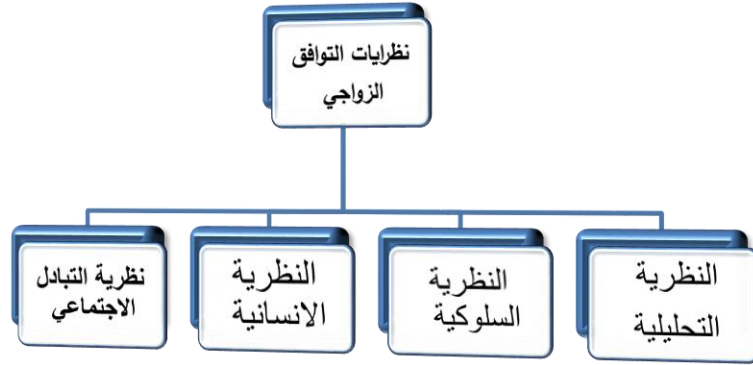 نظرايات التوافق
الزواجي
النظرية
التحليلية
النظرية
السلوكية
النظرية
الانسانية
نظرية التبادل
الاجتماعي